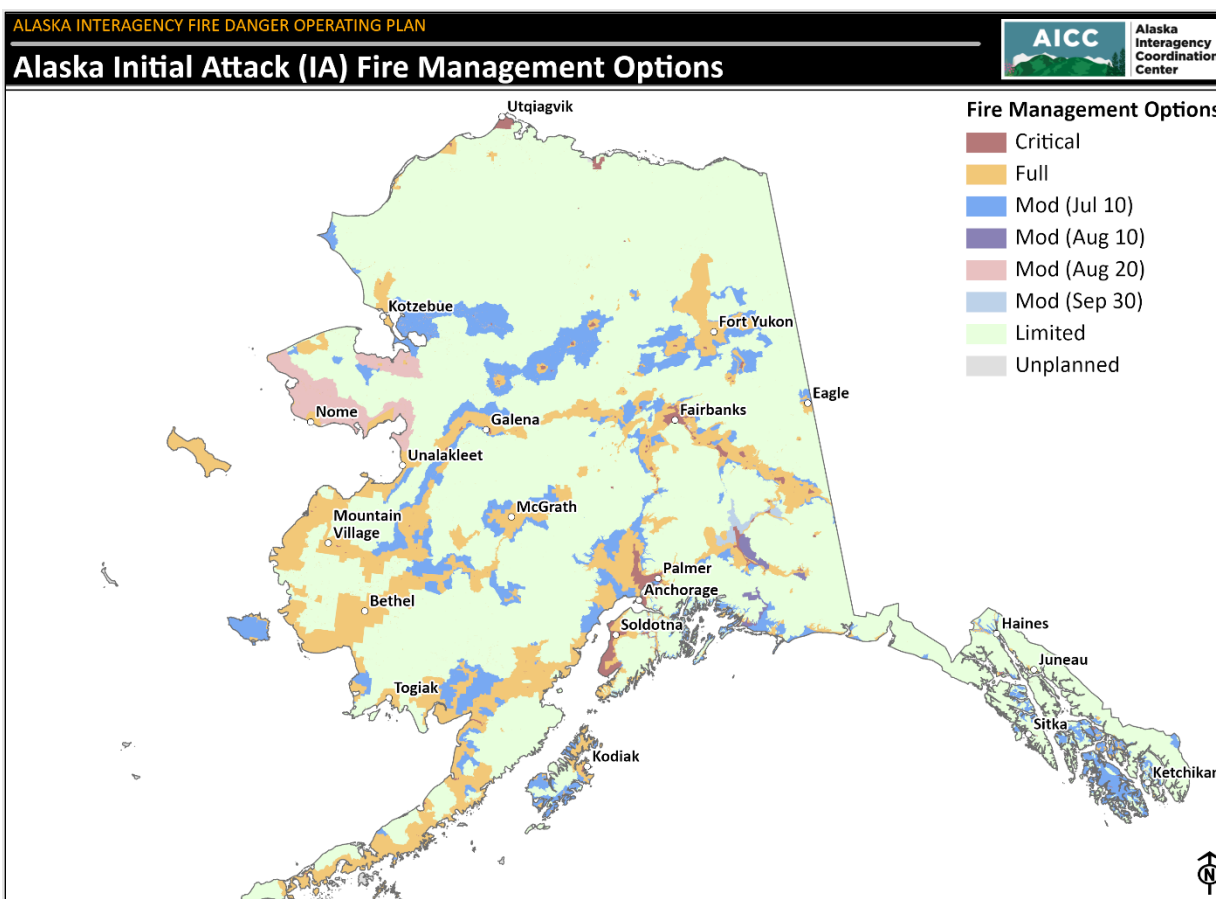 ALASKA INTERAGENCY FIRE DANGER OPERATING PLAN
Alaska Initial Attack (IA) Fire Management Options
AICC
Alaska
Interagency
Coordination
Center
Fire Management Options
Critical
Full
Mod (Jul 10)
Mod (Aug 10)
Mod (Aug 20)
Mod (Sep 30)
Limited
Unplanned
Utqiagvik
Kotzebue
Fort Yukon
Eagle
Nome
Galena
Fairbanks
Unalakleet
McGrath
Mountain
Village
Palmer
Anchorage
Bethel
Soldotna
Haines
Juneau
Togiak
Sitka
Kodiak
Ketchikan
N